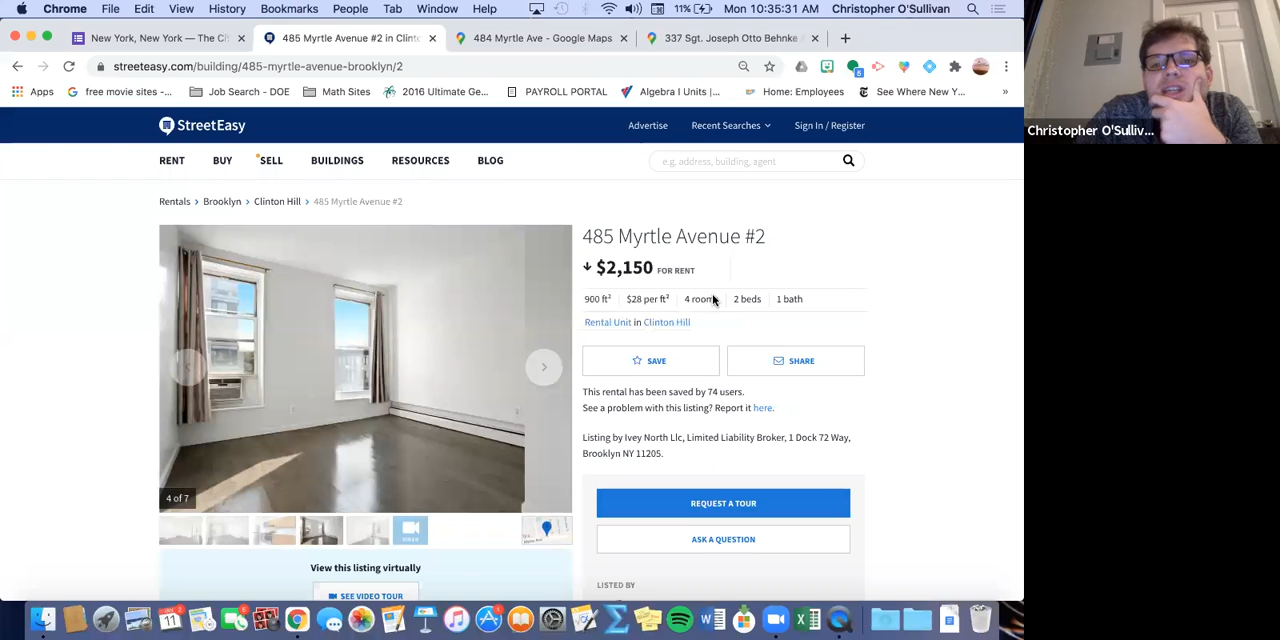 Chrome File Edit View History Bookmarks People Tab Window Help 11% Mon 10:35:31 AM Christopher O'Sullivan
New York, New York — The Ci
485 Myrtle Avenue #2 in Clint
484 Myrtle Ave - Google Maps
337 Sgt. Joseph Otto Behnke
streeteasy.com/building/485-myrtle-avenue-brooklyn/2
Apps free movie sites -... Job Search - DOE Math Sites 2016 Ultimate Ge... PAYROLL PORTAL Algebra I Units |... Home: Employees See Where New Yo... »
StreetEasy
Advertise Recent Searches Sign In / Register
RENT BUY SELL BUILDINGS RESOURCES BLOG
e.g. address, building, agent
Rentals > Brooklyn > Clinton Hill > 485 Myrtle Avenue #2
485 Myrtle Avenue #2
↓ $2,150 FOR RENT
900 ft² $28 per ft² 4 room 2 beds 1 bath
Rental Unit in Clinton Hill
SAVE
SHARE
This rental has been saved by 74 users.
See a problem with this listing? Report it here.
Listing by Ivey North Llc, Limited Liability Broker, 1 Dock 72 Way,
Brooklyn NY 11205.
REQUEST A TOUR
ASK A QUESTION
LISTED BY
4 of 7
View this listing virtually
SEE VIDEO TOUR
Christopher O'Sulliv...